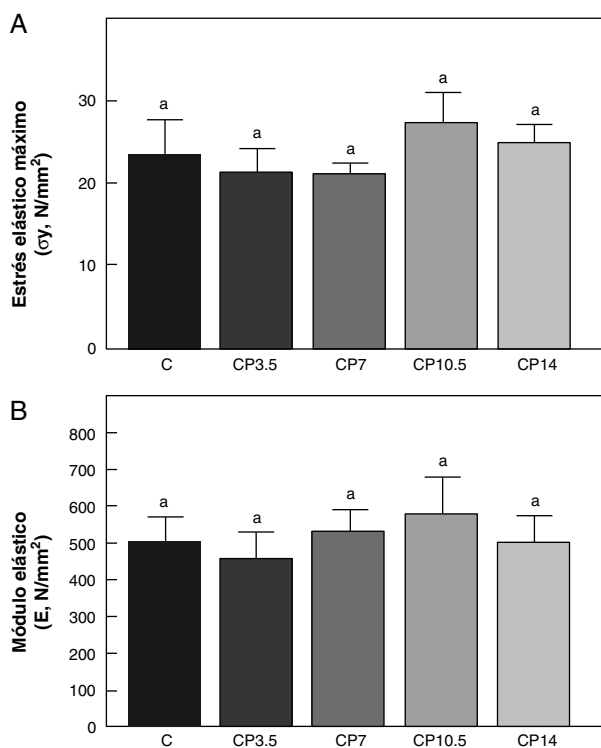 A
Estrés elástico máximo
(σy, N/mm²)
30
20
10
0
a
a
a
a
a
C
CP3.5
CP7
CP10.5
CP14
B
Módulo elástico
(E, N/mm²)
800
700
600
500
400
300
200
100
0
a
a
a
a
a
C
CP3.5
CP7
CP10.5
CP14